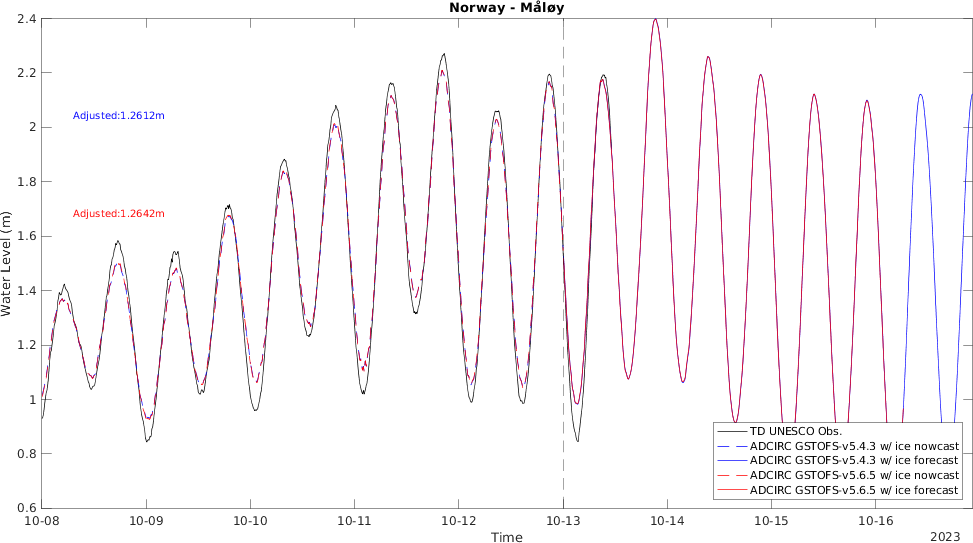 Norway - Måløy
2.4
2.2
2
1.8
1.6
1.4
1.2
1
0.8
0.6
Water Level (m)
Adjusted:1.2612m
Adjusted:1.2642m
TD UNESCO Obs.
ADCIRC GSTOFS-v5.4.3 w/ ice nowcast
ADCIRC GSTOFS-v5.4.3 w/ ice forecast
ADCIRC GSTOFS-v5.6.5 w/ ice nowcast
ADCIRC GSTOFS-v5.6.5 w/ ice forecast
10-08 10-09 10-10 10-11 10-12 10-13 10-14 10-15 10-16
Time
2023